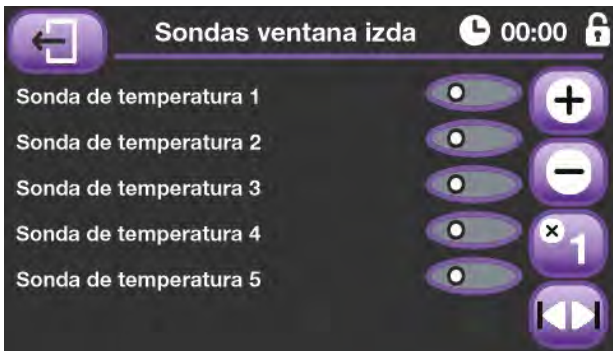 Sondas ventana izda 00:00
Sonda de temperatura 1
Sonda de temperatura 2
Sonda de temperatura 3
Sonda de temperatura 4
Sonda de temperatura 5
×1